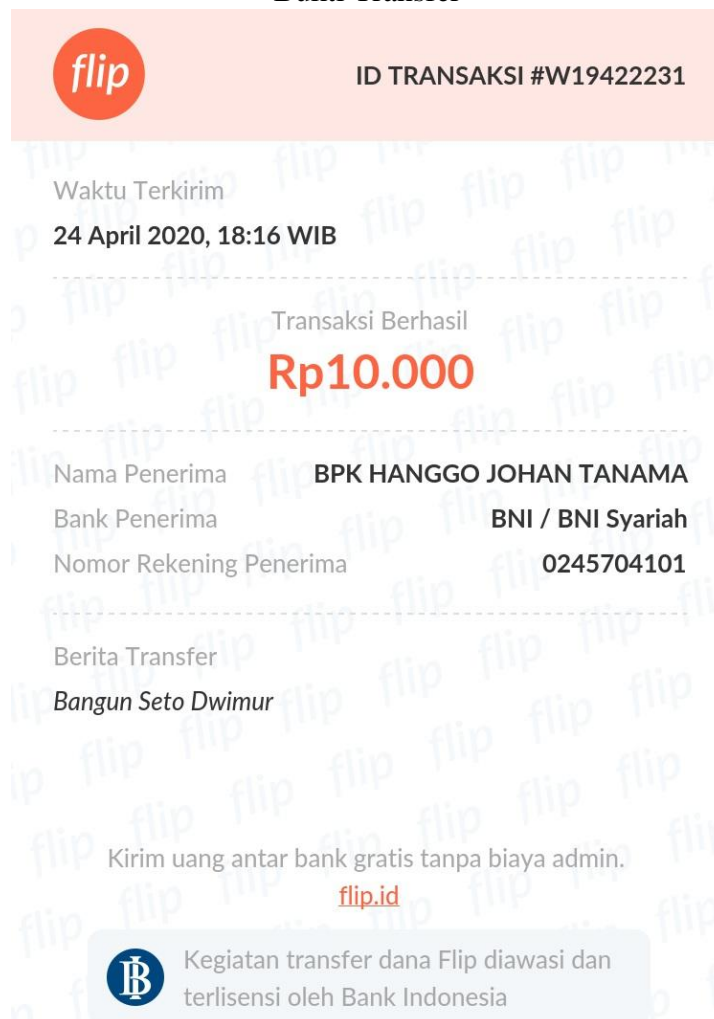 Bukti Transfer
flip
ID TRANSAKSI #W19422231
Waktu Terkirim
24 April 2020, 18:16 WIB
Transaksi Berhasil
Rp10.000
Nama Penerima BPK HANGGO JOHAN TANAMA
Bank Penerima BNI / BNI Syariah
Nomor Rekening Penerima 0245704101
Berita Transfer
Bangun Seto Dwimur
Kirim uang antar bank gratis tanpa biaya admin.
flip.id
Kegiatan transfer dana Flip diawasi dan
terlisensi oleh Bank Indonesia